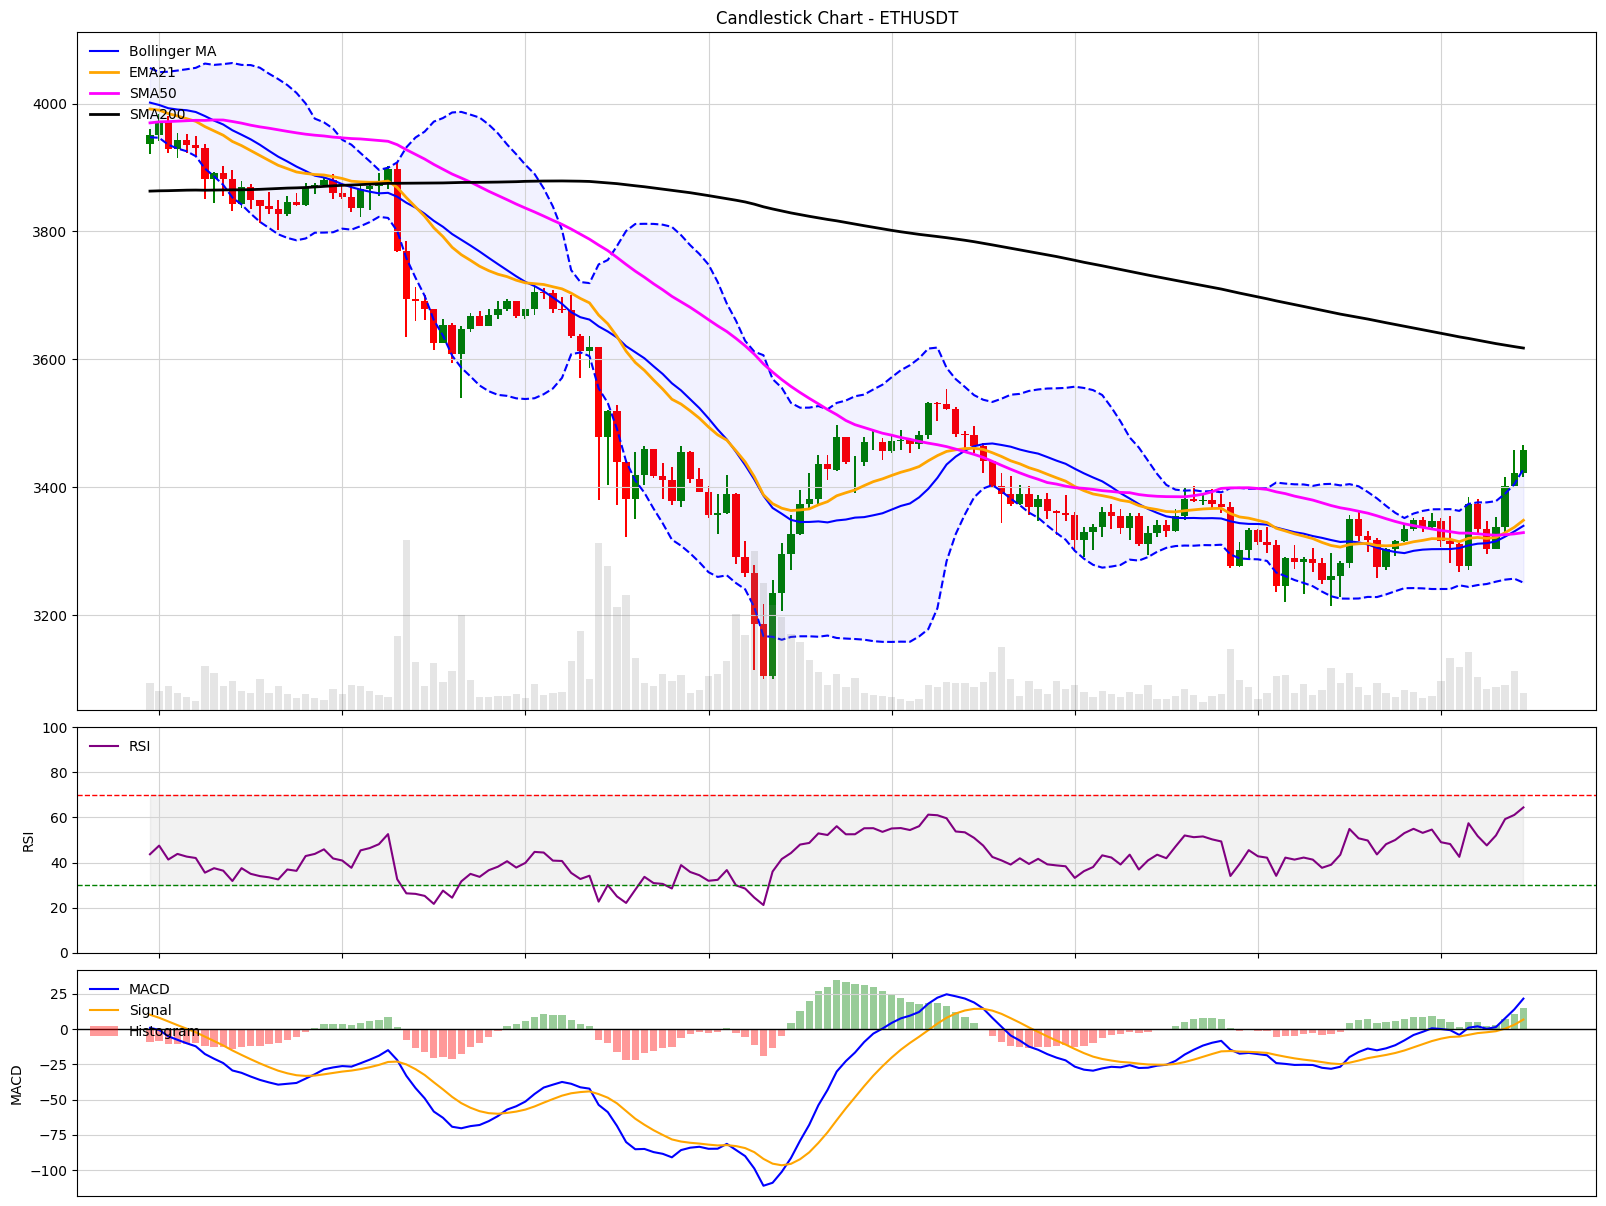 Candlestick Chart - ETHUSDT
Bollinger MA
EMA21
SMA50
SMA200
4000
3800
3600
3400
3200
RSI
100
80
60
40
20
0
RSI
MACD
Signal
Histogram
25
0
−25
−50
−75
−100
MACD